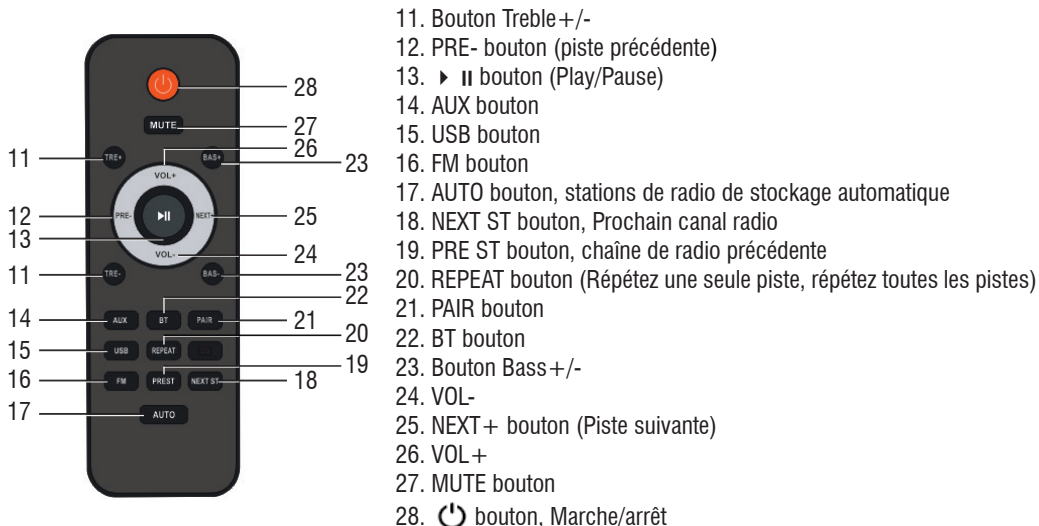 28
MUTE
27
26
11
TRE+
BAS+
23
VOL+
12
PRE-
NEXT+
25
13
VOL-
24
11
TRE-
BAS-
23
22
14
AUX
BT
PAIR
21
20
15
USB
REPEAT
19
16
FM
PREST
NEXT ST
18
17
AUTO
11. Bouton Treble+/-
12. PRE- bouton (piste précédente)
13. ▶ II bouton (Play/Pause)
14. AUX bouton
15. USB bouton
16. FM bouton
17. AUTO bouton, stations de radio de stockage automatique
18. NEXT ST bouton, Prochain canal radio
19. PRE ST bouton, chaîne de radio précédente
20. REPEAT bouton (Répétez une seule piste, répétez toutes les pistes)
21. PAIR bouton
22. BT bouton
23. Bouton Bass+/-
24. VOL-
25. NEXT+ bouton (Piste suivante)
26. VOL+
27. MUTE bouton
28. ⏻ bouton, Marche/arrêt